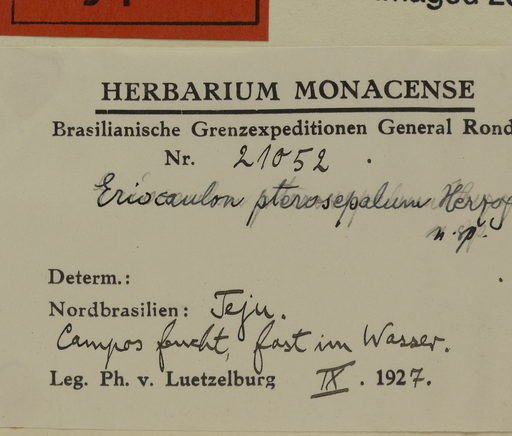 HERBARIUM MONACENSE
Brasilianische Grenzexpeditionen General Rond
Nr. 21052.
Eriocaulon pterosepalum Herzog
n. sp.
Determ.:
Nordbrasilien: Teju.
Campos feucht, fast im Wasser.
Leg. Ph. v. Luetzelburg IX. 1927.